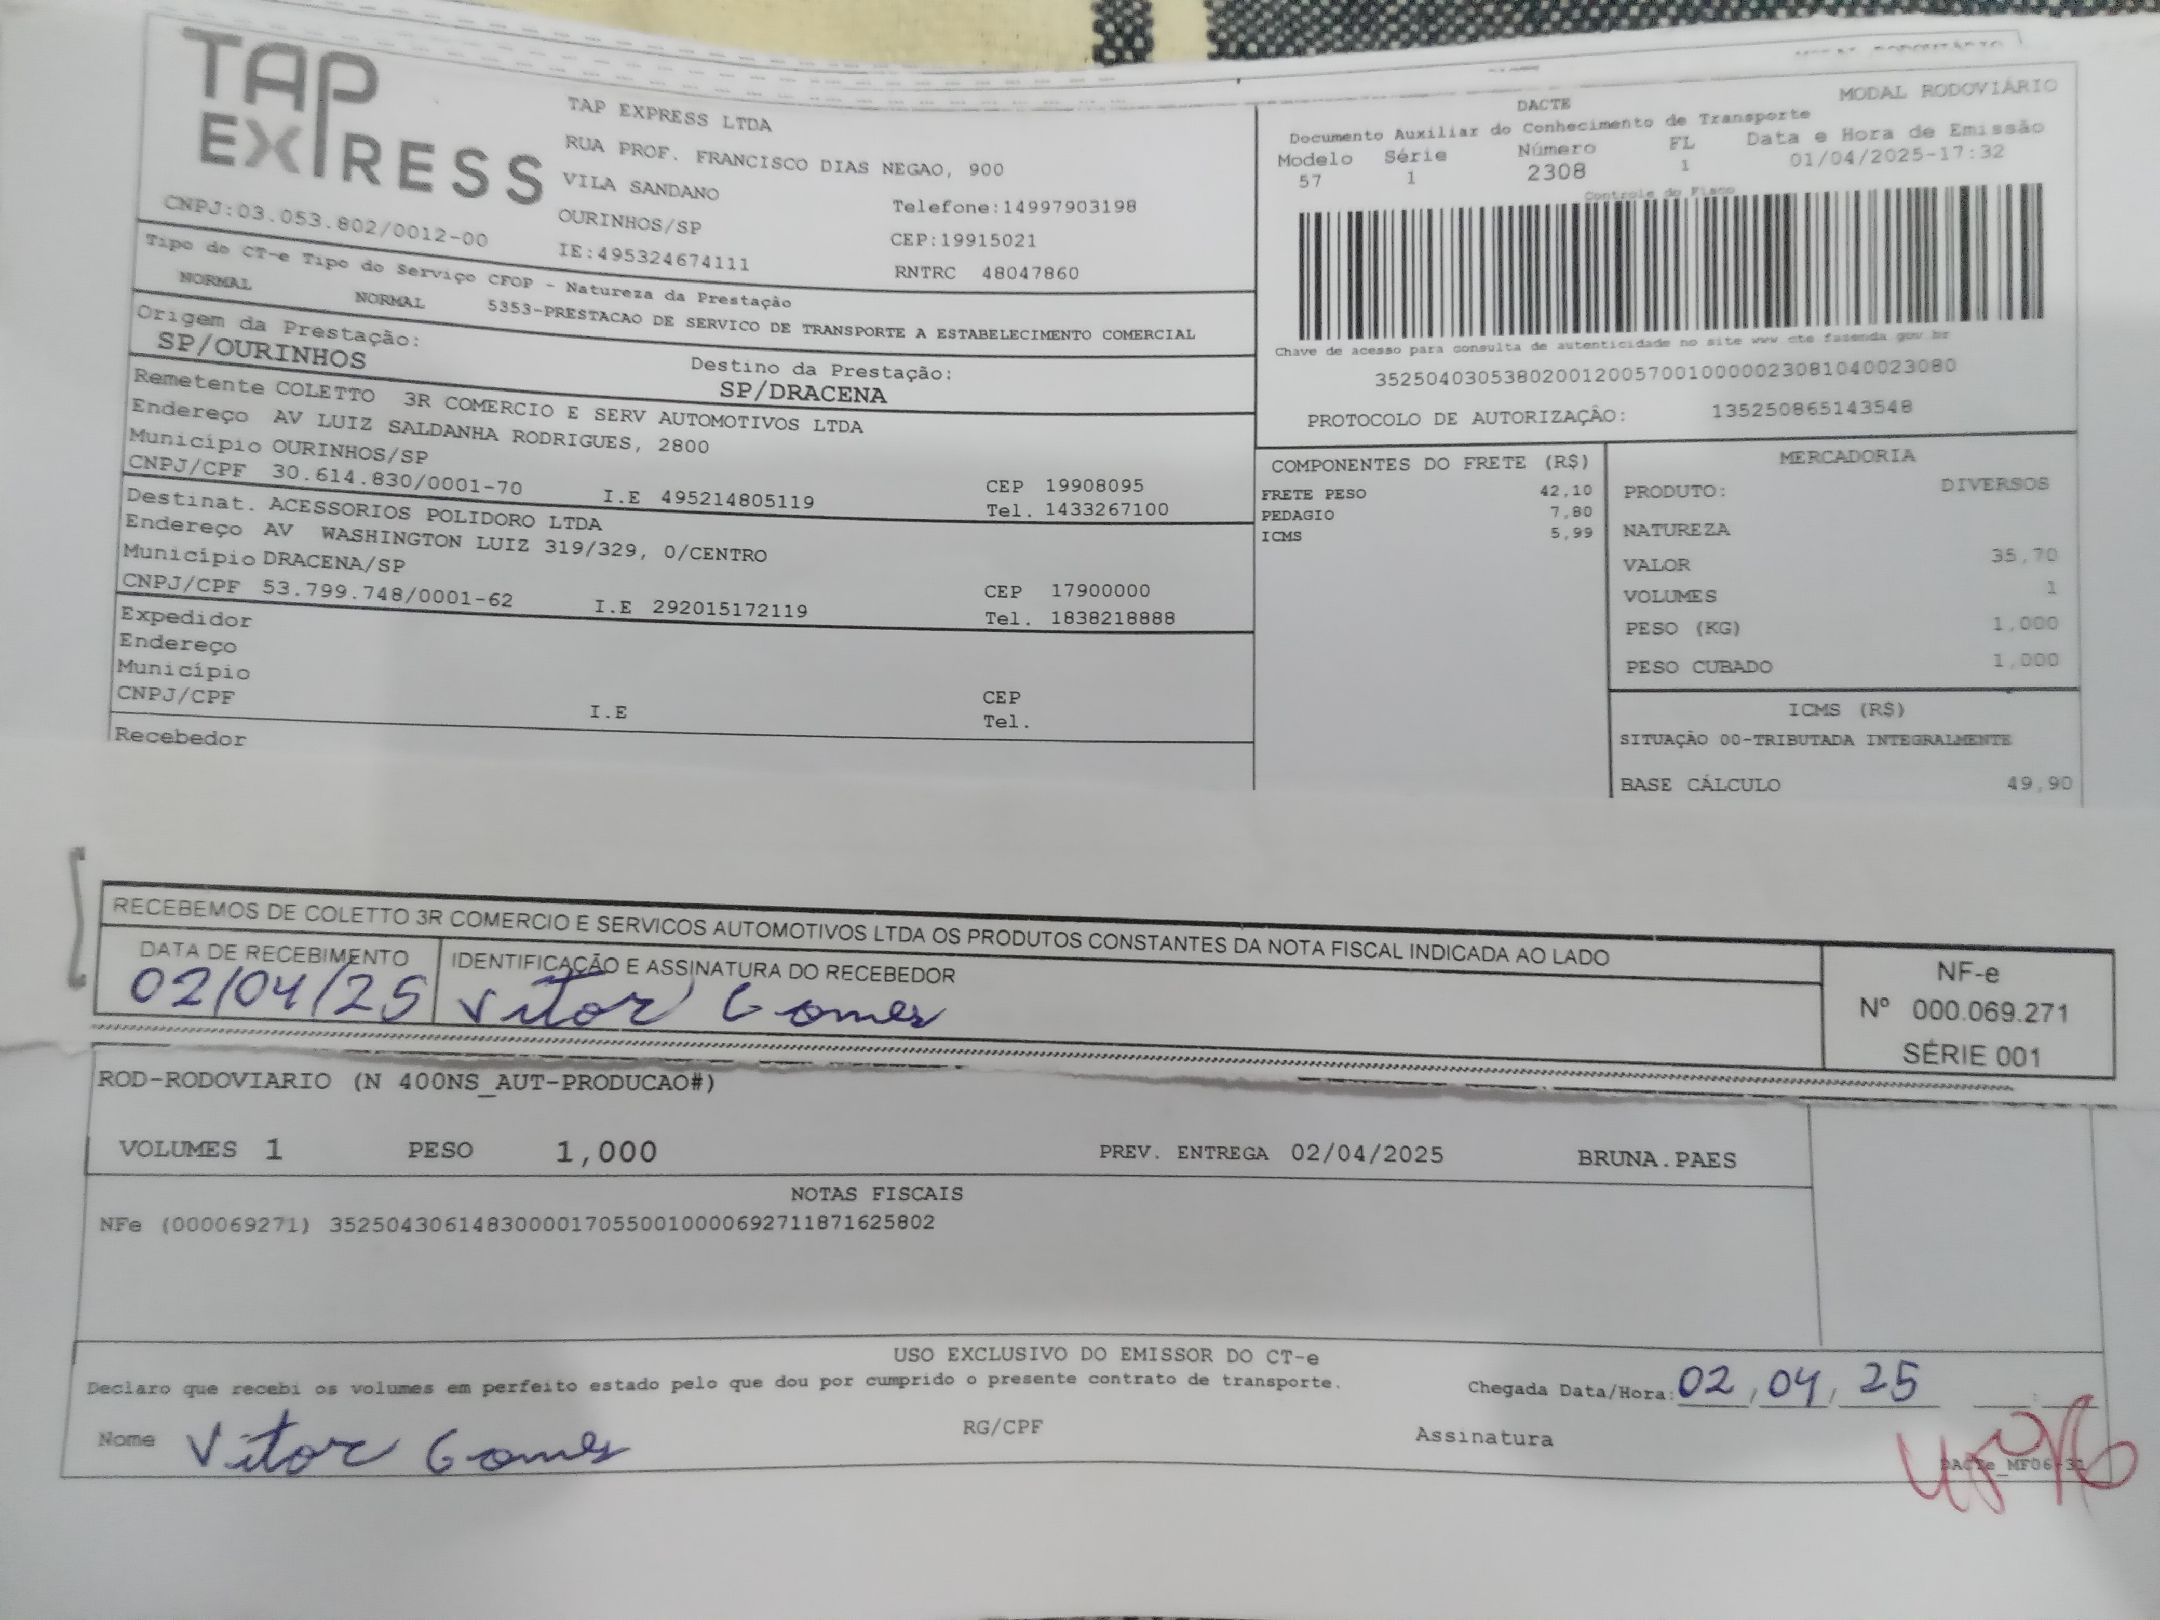 TAP
EXPRESS
CNPJ:03.053.802/0012-00
TAP EXPRESS LTDA
RUA PROF. FRANCISCO DIAS NEGAO, 900
VILA SANDANO
OURINHOS/SP
IE:495324674111
Telefone:14997903198
CEP:19915021
RNTRC 48047860
Tipo do CT-e Tipo do Serviço CFOP - Natureza da Prestação
NORMAL NORMAL 5353-PRESTACAO DE SERVICO DE TRANSPORTE A ESTABELECIMENTO COMERCIAL
Origem da Prestação:
SP/OURINHOS
Destino da Prestação:
SP/DRACENA
Remetente COLETTO 3R COMERCIO E SERV AUTOMOTIVOS LTDA
Endereço AV LUIZ SALDANHA RODRIGUES, 2800
Município OURINHOS/SP
CEP 19908095
CNPJ/CPF 30.614.830/0001-70 I.E 495214805119 Tel. 1433267100
Destinat. ACESSORIOS POLIDORO LTDA
Endereço AV WASHINGTON LUIZ 319/329, 0/CENTRO
Município DRACENA/SP
CEP 17900000
CNPJ/CPF 53.799.748/0001-62 I.E 292015172119 Tel. 1838218888
Expedidor
Endereço
Município
CEP
CNPJ/CPF I.E Tel.
Recebedor
MODAL RODOVIÁRIO
DACTE
MODAL RODOVIÁRIO
Documento Auxiliar do Conhecimento de Transporte
Modelo Série Número FL Data e Hora de Emissão
57 1 2308 1 01/04/2025-17:32
Controle do Fisco
Chave de acesso para consulta de autenticidade no site www cte fazenda gov br
35250403053802001200570010000023081040023080
PROTOCOLO DE AUTORIZAÇÃO: 135250865143548
COMPONENTES DO FRETE (R$)
FRETE PESO 42,10
PEDAGIO 7,80
ICMS 5,99
MERCADORIA
PRODUTO: DIVERSOS
NATUREZA
VALOR 35,70
VOLUMES 1
PESO (KG) 1,000
PESO CUBADO 1,000
ICMS (R$)
SITUAÇÃO 00-TRIBUTADA INTEGRALMENTE
BASE CÁLCULO 49,90
RECEBEMOS DE COLETTO 3R COMERCIO E SERVICOS AUTOMOTIVOS LTDA OS PRODUTOS CONSTANTES DA NOTA FISCAL INDICADA AO LADO
DATA DE RECEBIMENTO IDENTIFICAÇÃO E ASSINATURA DO RECEBEDOR
02/04/25 Vitor Gomes
NF-e
Nº 000.069.271
SÉRIE 001
ROD-RODOVIARIO (N 400NS_AUT-PRODUCAO#)
VOLUMES 1 PESO 1,000 PREV. ENTREGA 02/04/2025 BRUNA.PAES
NOTAS FISCAIS
NFe (000069271) 35250430614830000170550010000692711871625802
USO EXCLUSIVO DO EMISSOR DO CT-e
Declaro que recebi os volumes em perfeito estado pelo que dou por cumprido o presente contrato de transporte.
Chegada Data/Hora: 02 / 04 / 25 :
Nome Vitor Gomes RG/CPF Assinatura